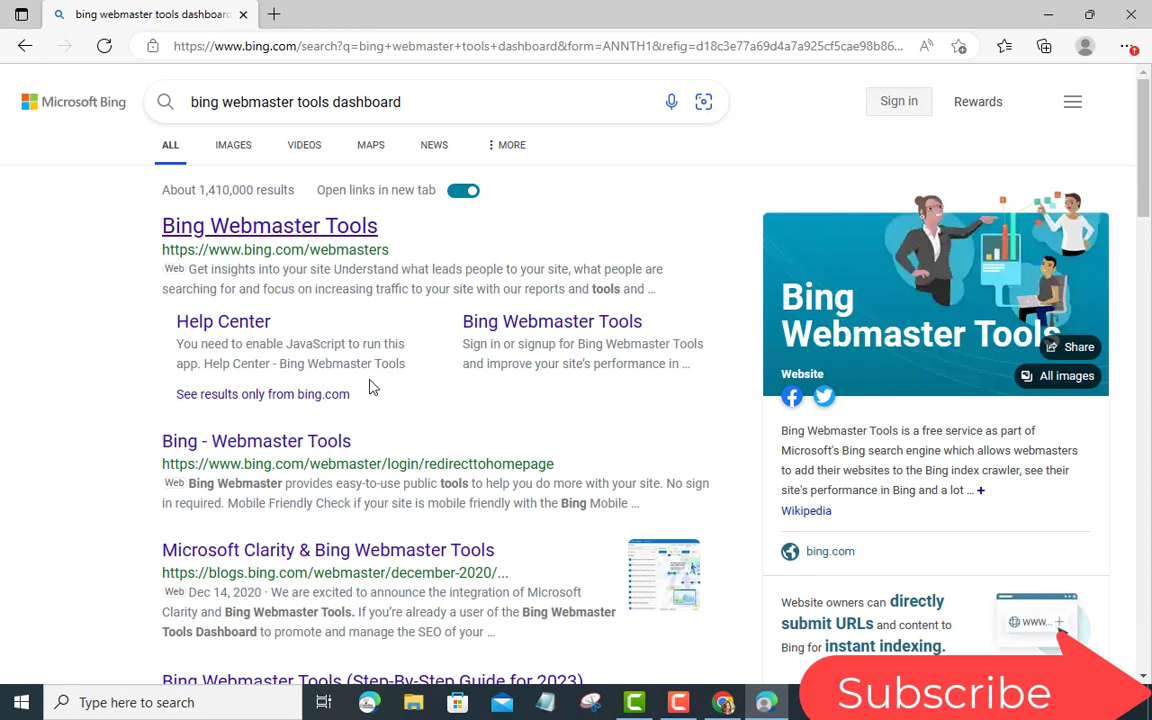 bing webmaster tools dashboard
https://www.bing.com/search?q=bing+webmaster+tools+dashboard&form=ANNTH1&refig=d18c3e77a69d4a7a925cf5cae98b86...
Microsoft Bing
bing webmaster tools dashboard
Sign in
Rewards
ALL
IMAGES
VIDEOS
MAPS
NEWS
MORE
About 1,410,000 results
Open links in new tab
Bing Webmaster Tools
https://www.bing.com/webmasters
Web Get insights into your site Understand what leads people to your site, what people are
searching for and focus on increasing traffic to your site with our reports and tools and ...
Help Center
You need to enable JavaScript to run this
app. Help Center - Bing Webmaster Tools
See results only from bing.com
Bing Webmaster Tools
Sign in or signup for Bing Webmaster Tools
and improve your site's performance in ...
Bing - Webmaster Tools
https://www.bing.com/webmaster/login/redirecttohomepage
Web Bing Webmaster provides easy-to-use public tools to help you do more with your site. No sign
in required. Mobile Friendly Check if your site is mobile friendly with the Bing Mobile ...
Microsoft Clarity & Bing Webmaster Tools
https://blogs.bing.com/webmaster/december-2020/...
Web Dec 14, 2020 · We are excited to announce the integration of Microsoft
Clarity and Bing Webmaster Tools. If you're already a user of the Bing Webmaster
Tools Dashboard to promote and manage the SEO of your ...
Bing Webmaster Tools (Step-By-Step Guide for 2023)
Bing
Webmaster Tools
Share
Website
All images
Bing Webmaster Tools is a free service as part of
Microsoft's Bing search engine which allows webmasters
to add their websites to the Bing index crawler, see their
site's performance in Bing and a lot ... +
Wikipedia
bing.com
Website owners can directly
submit URLs and content to
Bing for instant indexing.
www...
Subscribe
Type here to search